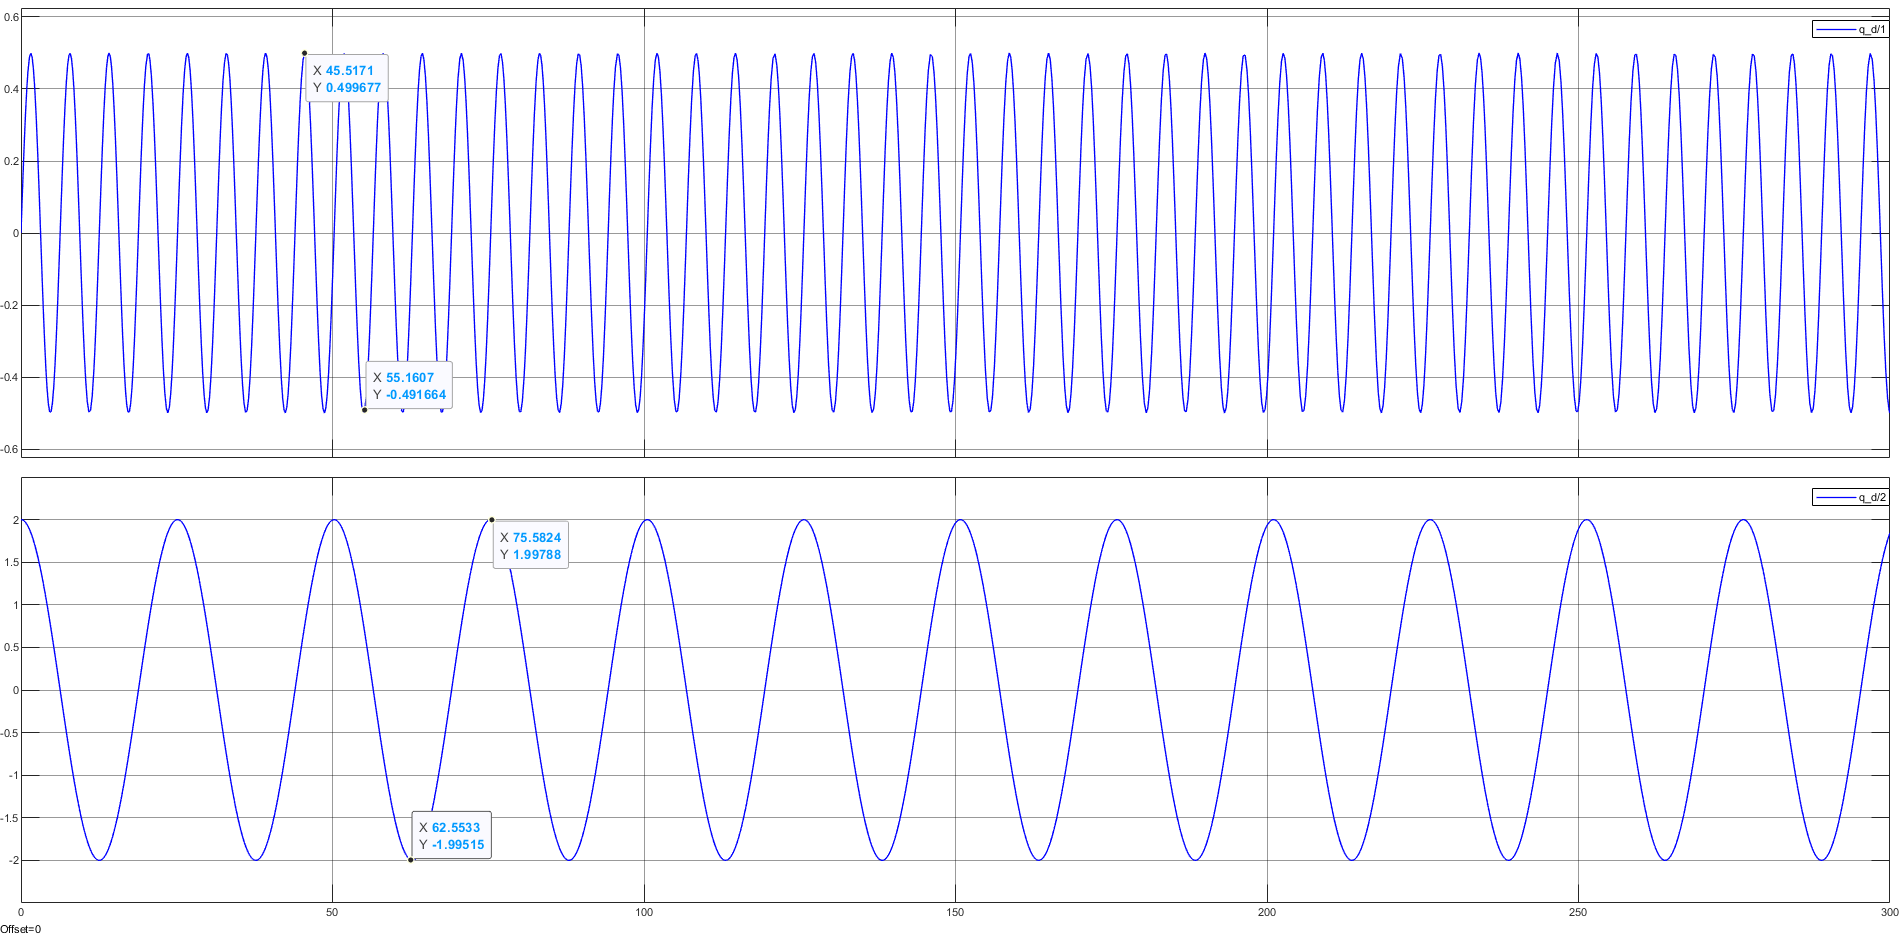 0.6
q_d/1
X 45.5171
Y 0.499677
0.4
0.2
0
-0.2
X 55.1607
Y -0.491664
-0.4
-0.6
q_d/2
2
X 75.5824
Y 1.99788
1.5
1
0.5
0
-0.5
-1
X 62.5533
Y -1.99515
-1.5
-2
0 50 100 150 200 250 300
Offset=0